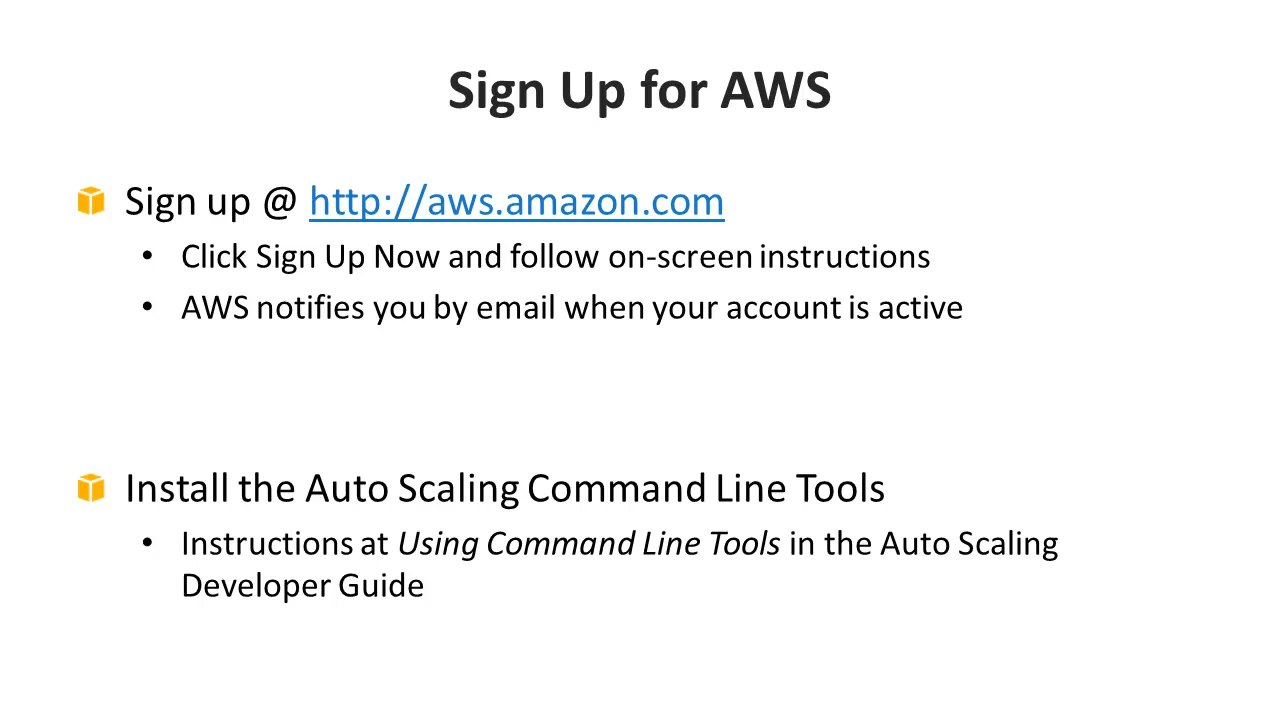 Sign Up for AWS
Sign up @ http://aws.amazon.com
• Click Sign Up Now and follow on-screen instructions
• AWS notifies you by email when your account is active
Install the Auto Scaling Command Line Tools
• Instructions at Using Command Line Tools in the Auto Scaling
Developer Guide